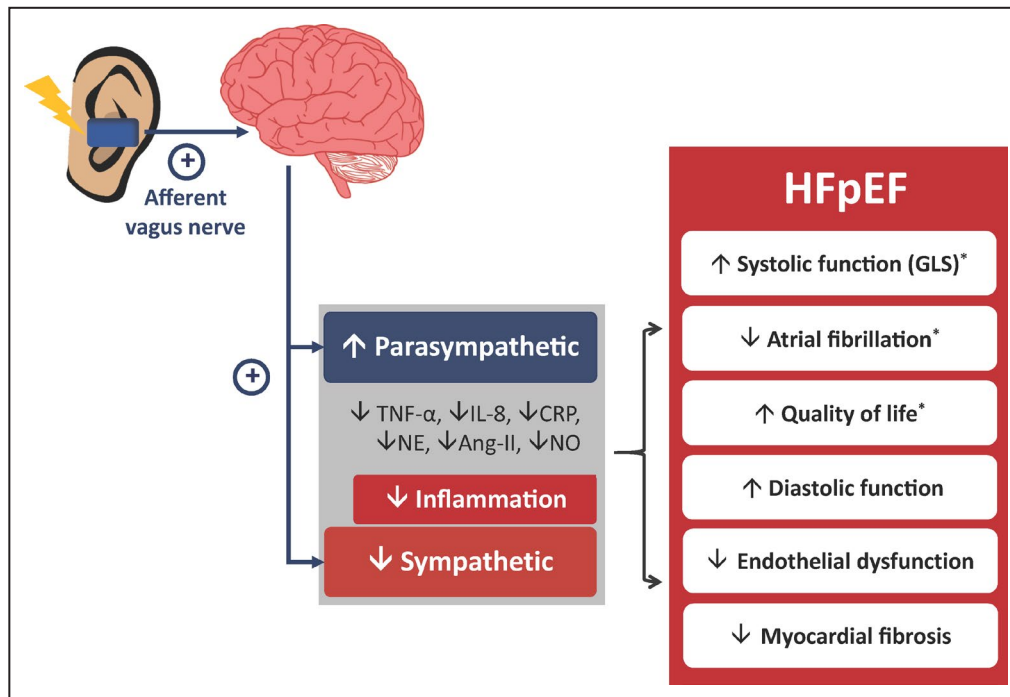 +
Afferent
vagus nerve
+
↑ Parasympathetic
↓ TNF-α, ↓IL-8, ↓CRP,
↓NE, ↓Ang-II, ↓NO
↓ Inflammation
↓ Sympathetic
HFpEF
↑ Systolic function (GLS)*
↓ Atrial fibrillation*
↑ Quality of life*
↑ Diastolic function
↓ Endothelial dysfunction
↓ Myocardial fibrosis